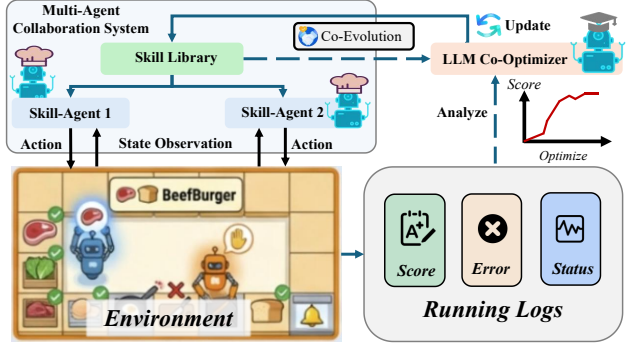 Multi-Agent
Collaboration System
Skill Library
Skill-Agent 1
Skill-Agent 2
Action
State Observation
Action
Co-Evolution
Update
LLM Co-Optimizer
Analyze
Score
Optimize
BeefBurger
Environment
A+
Score
Error
Status
Running Logs